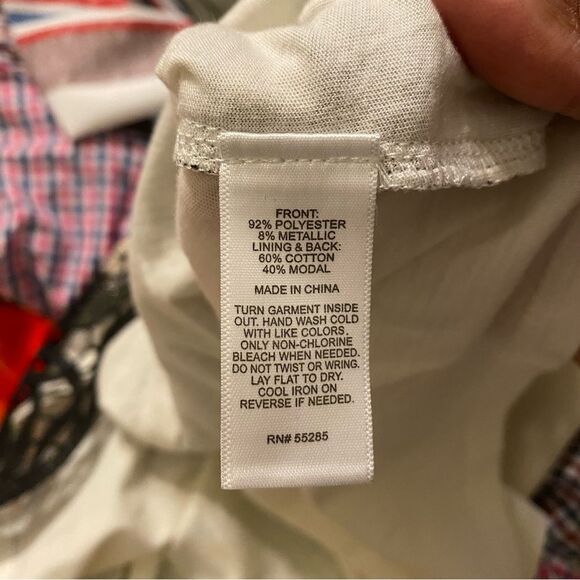 FRONT:
92% POLYESTER
8% METALLIC
LINING & BACK:
60% COTTON
40% MODAL
MADE IN CHINA
TURN GARMENT INSIDE
OUT. HAND WASH COLD
WITH LIKE COLORS.
ONLY NON-CHLORINE
BLEACH WHEN NEEDED.
DO NOT TWIST OR WRING.
LAY FLAT TO DRY.
COOL IRON ON
REVERSE IF NEEDED.
RN# 55285